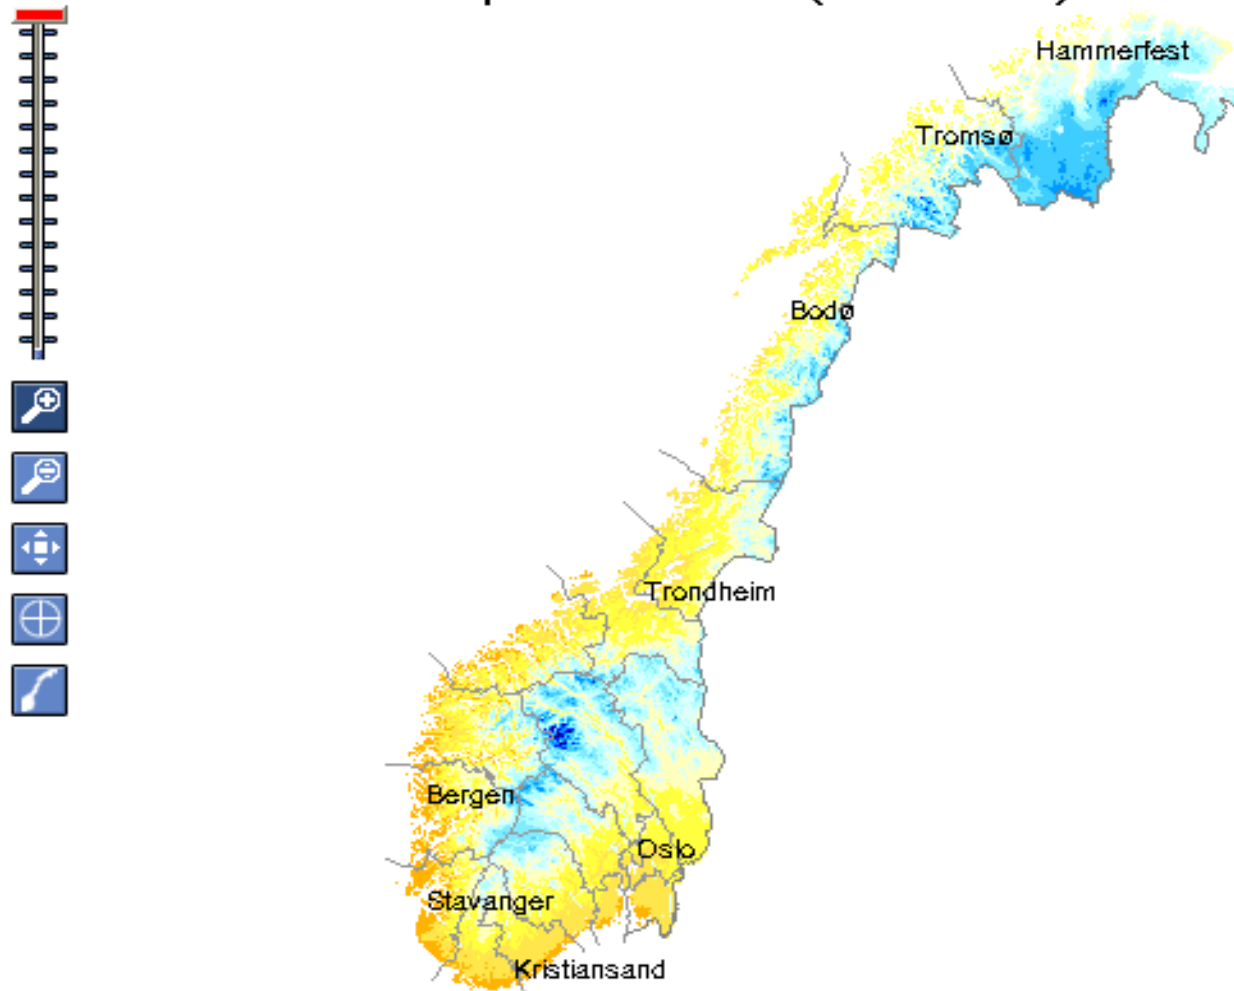 Hammerfest
Tromsø
Bodø
Trondheim
Bergen
Oslo
Stavanger
Kristiansand